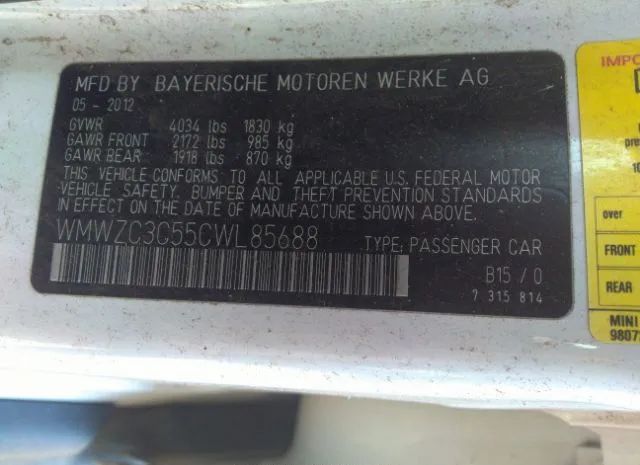 MFD BY BAYERISCHE MOTOREN WERKE AG
05 - 2012
GVWR 4034 lbs 1830 kg
GAWR FRONT 2172 lbs 985 kg
GAWR REAR 1918 lbs 870 kg
THIS VEHICLE CONFORMS TO ALL APPLICABLE U.S. FEDERAL MOTOR
VEHICLE SAFETY, BUMPER AND THEFT PREVENTION STANDARDS
IN EFFECT ON THE DATE OF MANUFACTURE SHOWN ABOVE.
WMWZC3C55CWL85688 TYPE: PASSENGER CAR
B15 / 0
7 315 814
over
FRONT
REAR
MINI